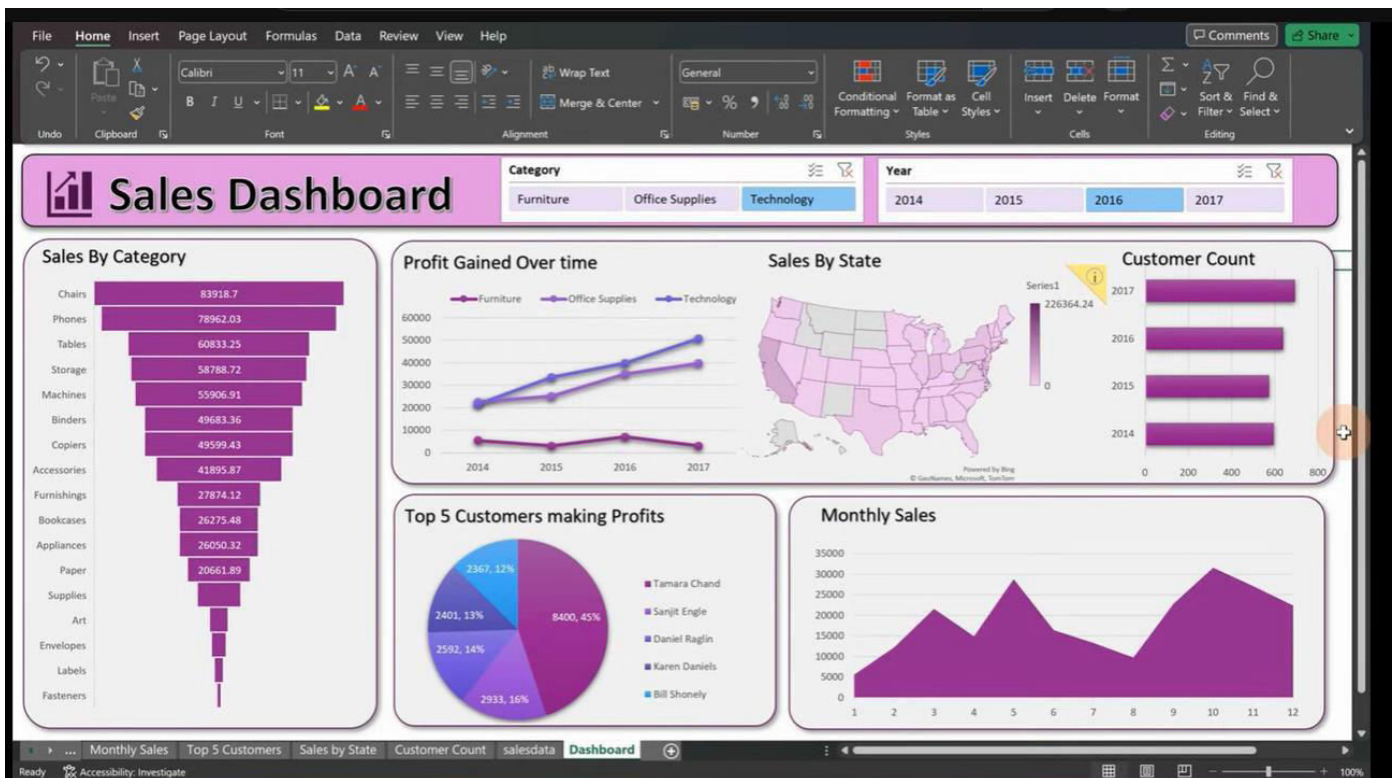 File Home Insert Page Layout Formulas Data Review View Help Comments Share
Calibri 11 A A Wrap Text General
Paste B I U A Merge & Center % Conditional Formatting Format as Table Cell Styles Insert Delete Format Sort & Filter Find & Select
Undo Clipboard Font Alignment Number Styles Cells Editing
Sales Dashboard
Category
Furniture Office Supplies Technology
Year
2014 2015 2016 2017
Sales By Category
Chairs 83918.7
Phones 78962.03
Tables 60833.25
Storage 58788.72
Machines 55906.91
Binders 49683.36
Copiers 49599.43
Accessories 41895.87
Furnishings 27874.12
Bookcases 26275.48
Appliances 26050.32
Paper 20661.89
Supplies
Art
Envelopes
Labels
Fasteners
Profit Gained Over time
Furniture Office Supplies Technology
60000
50000
40000
30000
20000
10000
0
2014 2015 2016 2017
Sales By State
Series1
226364.24
0
Powered by Bing
© GeoNames, Microsoft, TomTom
Customer Count
2017
2016
2015
2014
0 200 400 600 800
Top 5 Customers making Profits
2367, 12%
2401, 13%
8400, 45%
2592, 14%
2933, 16%
Tamara Chand
Sanjit Engle
Daniel Raglin
Karen Daniels
Bill Shonely
Monthly Sales
35000
30000
25000
20000
15000
10000
5000
0
1 2 3 4 5 6 7 8 9 10 11 12
... Monthly Sales Top 5 Customers Sales by State Customer Count salesdata Dashboard
Ready Accessibility: Investigate 100%